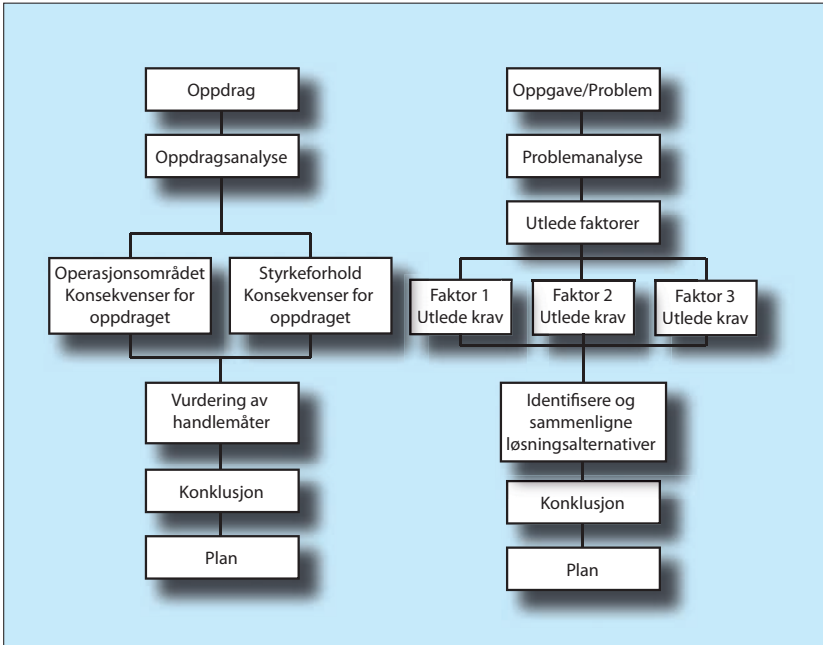 Oppdrag
Oppdragsanalyse
Operasjonsområdet
Konsekvenser for
oppdraget
Styrkeforhold
Konsekvenser for
oppdraget
Vurdering av
handlemåter
Konklusjon
Plan
Oppgave/Problem
Problemanalyse
Utlede faktorer
Faktor 1
Utlede krav
Faktor 2
Utlede krav
Faktor 3
Utlede krav
Identifisere og
sammenligne
løsningsalternativer
Konklusjon
Plan